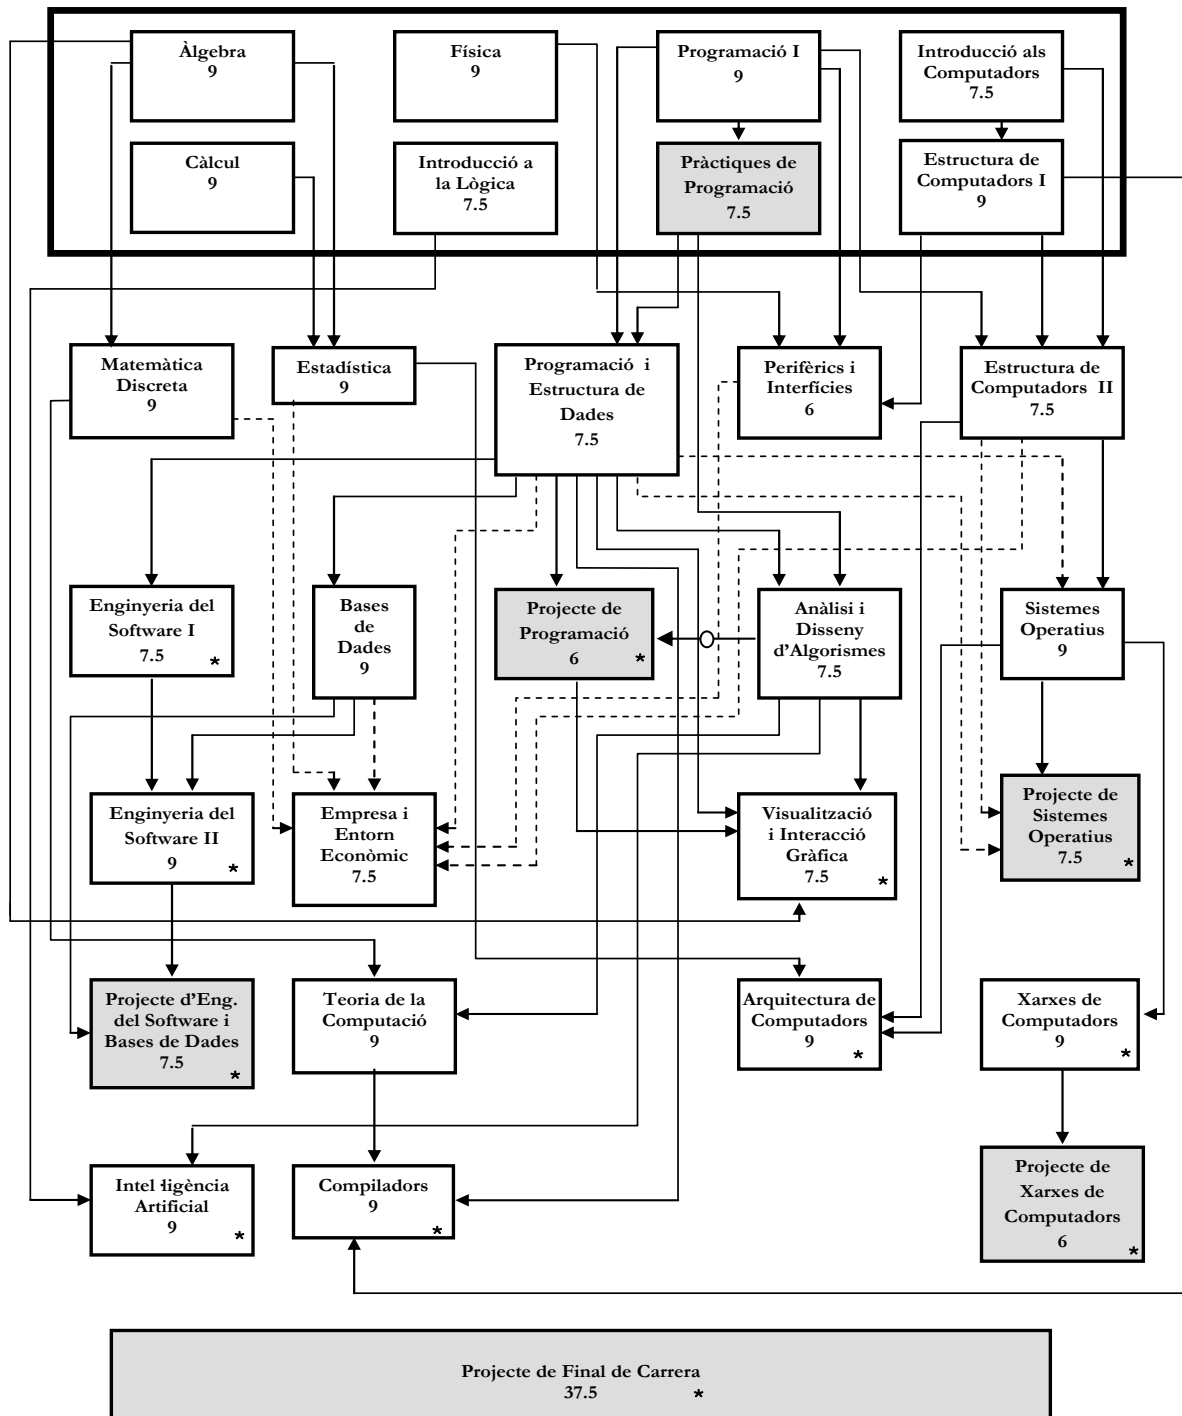 Àlgebra
9
Física
9
Programació I
9
Introducció als
Computadors
7.5
Càlcul
9
Introducció a
la Lògica
7.5
Pràctiques de
Programació
7.5
Estructura de
Computadors I
9
Matemàtica
Discreta
9
Estadística
9
Programació i
Estructura de
Dades
7.5
Perifèrics i
Interfícies
6
Estructura de
Computadors II
7.5
Enginyeria del
Software I
7.5 *
Bases
de
Dades
9
Projecte de
Programació
6 *
Anàlisi i
Disseny
d'Algorismes
7.5
Sistemes
Operatius
9
Enginyeria del
Software II
9 *
Empresa i
Entorn
Econòmic
7.5
Visualització
i Interacció
Gràfica
7.5 *
Projecte de
Sistemes
Operatius
7.5 *
Projecte d'Eng.
del Software i
Bases de Dades
7.5 *
Teoria de la
Computació
9
Arquitectura de
Computadors
9 *
Xarxes de
Computadors
9 *
Intel·ligència
Artificial
9 *
Compiladors
9 *
Projecte de
Xarxes de
Computadors
6 *
Projecte de Final de Carrera
37.5 *